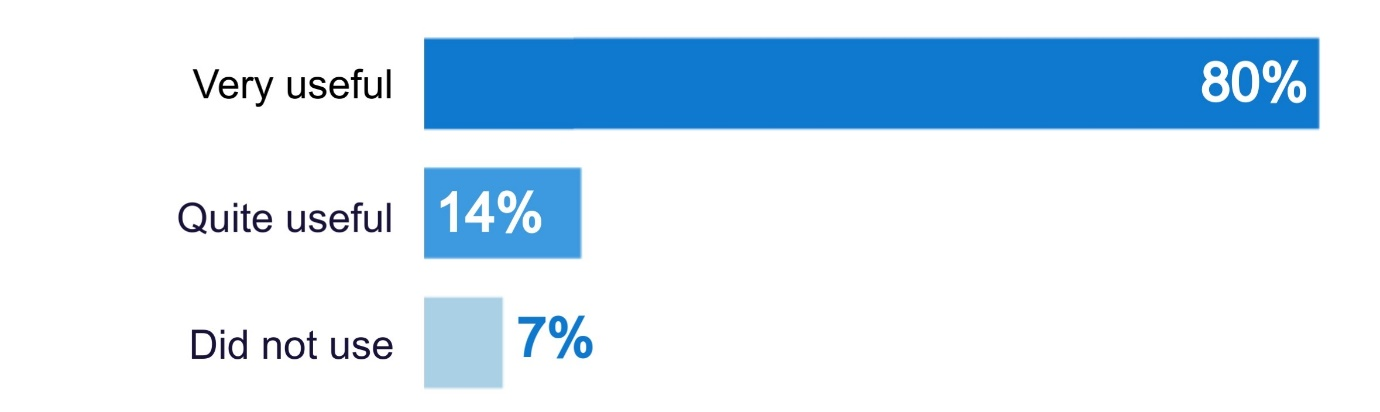 Very useful 80%
Quite useful 14%
Did not use 7%